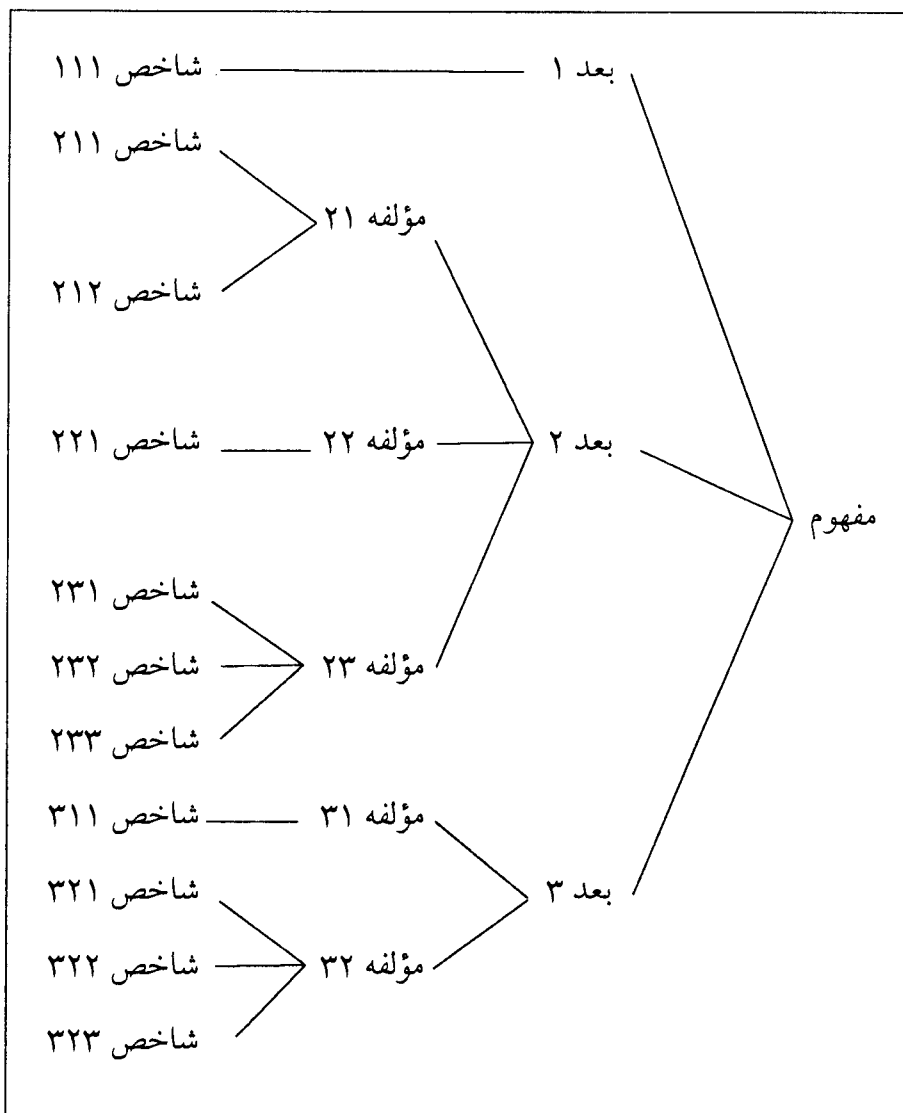 بعد ۱ شاخص ۱۱۱
شاخص ۲۱۱
مؤلفه ۲۱
شاخص ۲۱۲
بعد ۲ مؤلفه ۲۲ شاخص ۲۲۱
مفهوم
شاخص ۲۳۱
مؤلفه ۲۳ شاخص ۲۳۲
شاخص ۲۳۳
مؤلفه ۳۱ شاخص ۳۱۱
بعد ۳ شاخص ۳۲۱
مؤلفه ۳۲ شاخص ۳۲۲
شاخص ۳۲۳